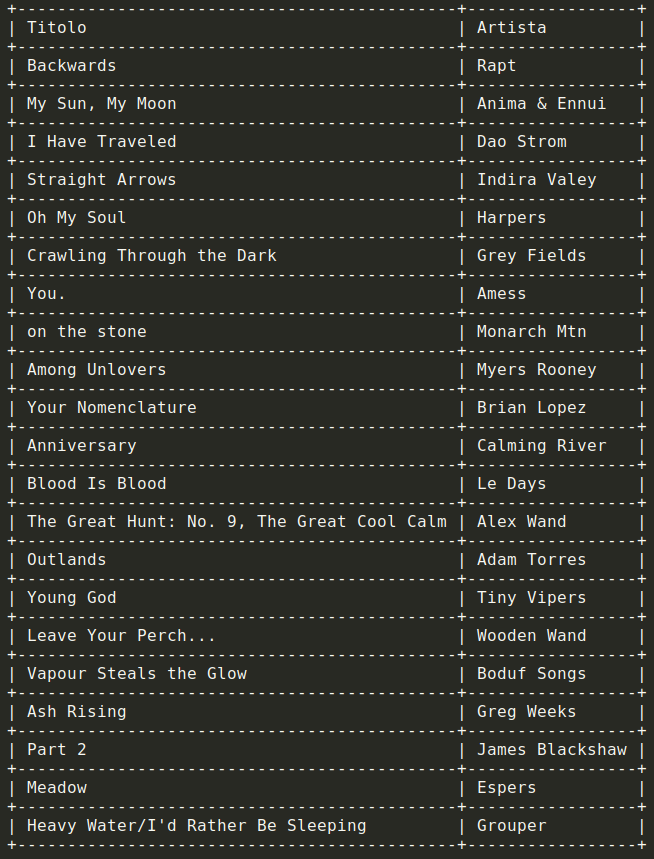 Titolo | Artista
Backwards | Rapt
My Sun, My Moon | Anima & Ennui
I Have Traveled | Dao Strom
Straight Arrows | Indira Valey
Oh My Soul | Harpers
Crawling Through the Dark | Grey Fields
You. | Amess
on the stone | Monarch Mtn
Among Unlovers | Myers Rooney
Your Nomenclature | Brian Lopez
Anniversary | Calming River
Blood Is Blood | Le Days
The Great Hunt: No. 9, The Great Cool Calm | Alex Wand
Outlands | Adam Torres
Young God | Tiny Vipers
Leave Your Perch... | Wooden Wand
Vapour Steals the Glow | Boduf Songs
Ash Rising | Greg Weeks
Part 2 | James Blackshaw
Meadow | Espers
Heavy Water/I'd Rather Be Sleeping | Grouper